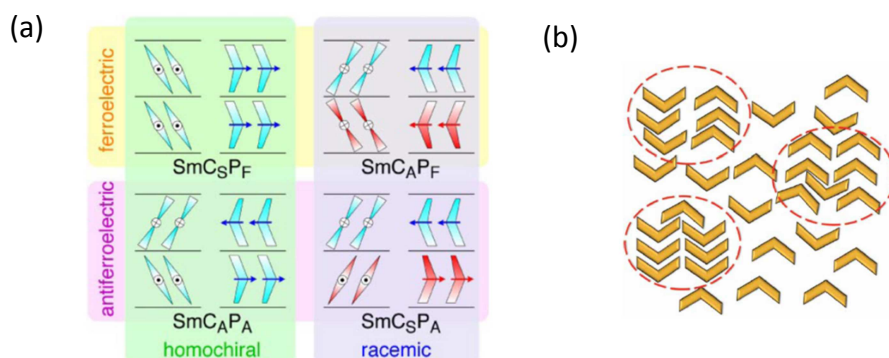 (a)
(b)
ferroelectric
SmCSPF
SmCAPF
antiferroelectric
SmCAPA
SmCSPA
homochiral
racemic